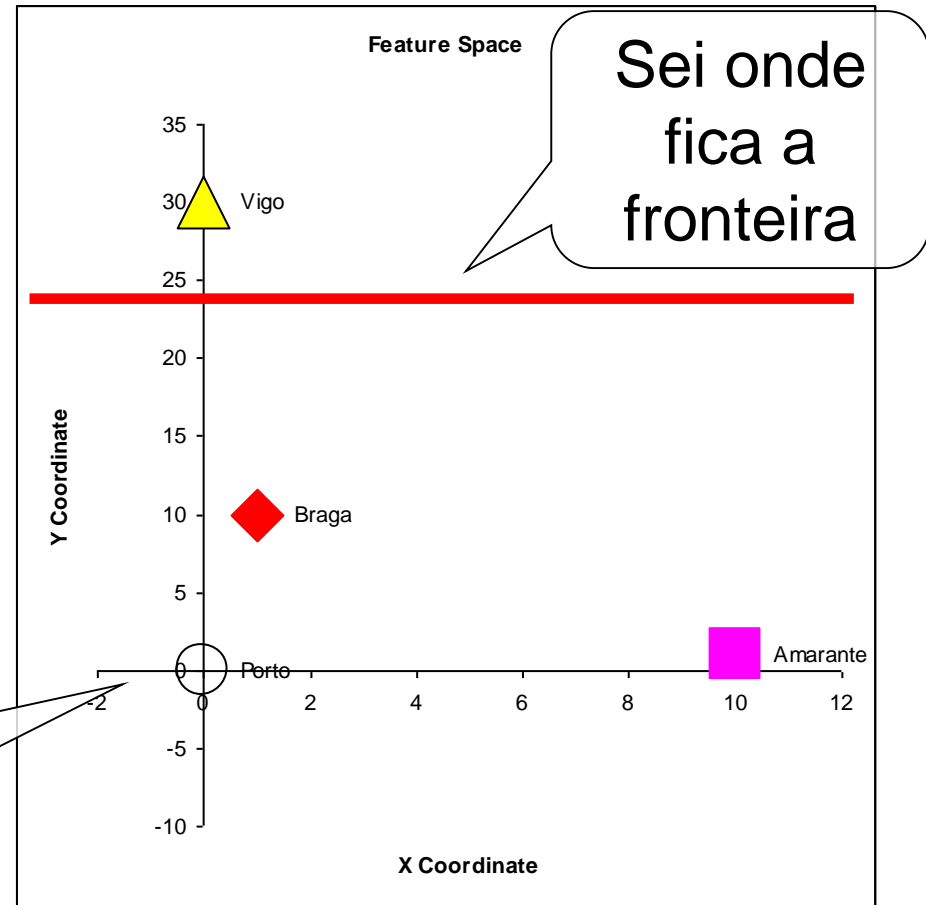 Feature Space
Sei onde
fica a
fronteira
35
30
Vigo
25
20
15
Y Coordinate
10
Braga
5
0
Porto
Amarante
-2
0
2
4
6
8
10
12
-5
-10
X Coordinate